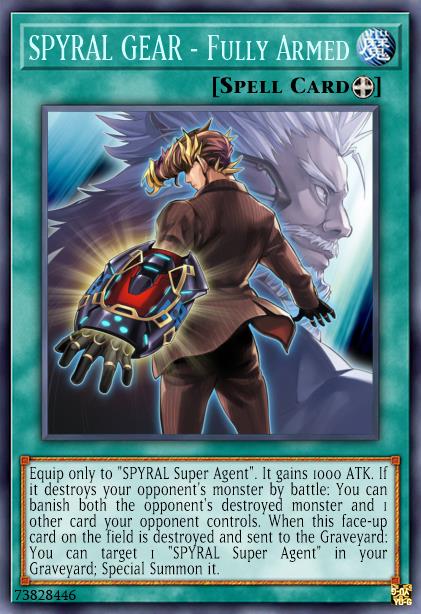 SPYRAL GEAR - Fully Armed
[Spell Card]
Equip only to "SPYRAL Super Agent". It gains 1000 ATK. If
it destroys your opponent's monster by battle: You can
banish both the opponent's destroyed monster and 1
other card your opponent controls. When this face-up
card on the field is destroyed and sent to the Graveyard:
You can target 1 "SPYRAL Super Agent" in your
Graveyard; Special Summon it.
73828446